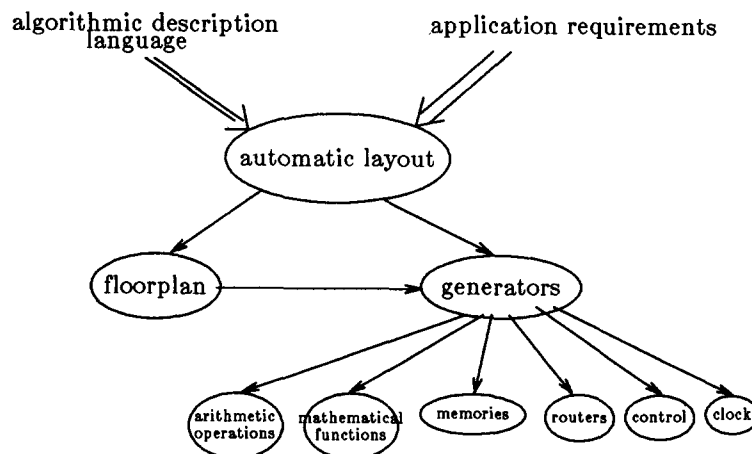 algorithmic description
language
application requirements
automatic layout
floorplan
generators
arithmetic
operations
mathematical
functions
memories
routers
control
clock